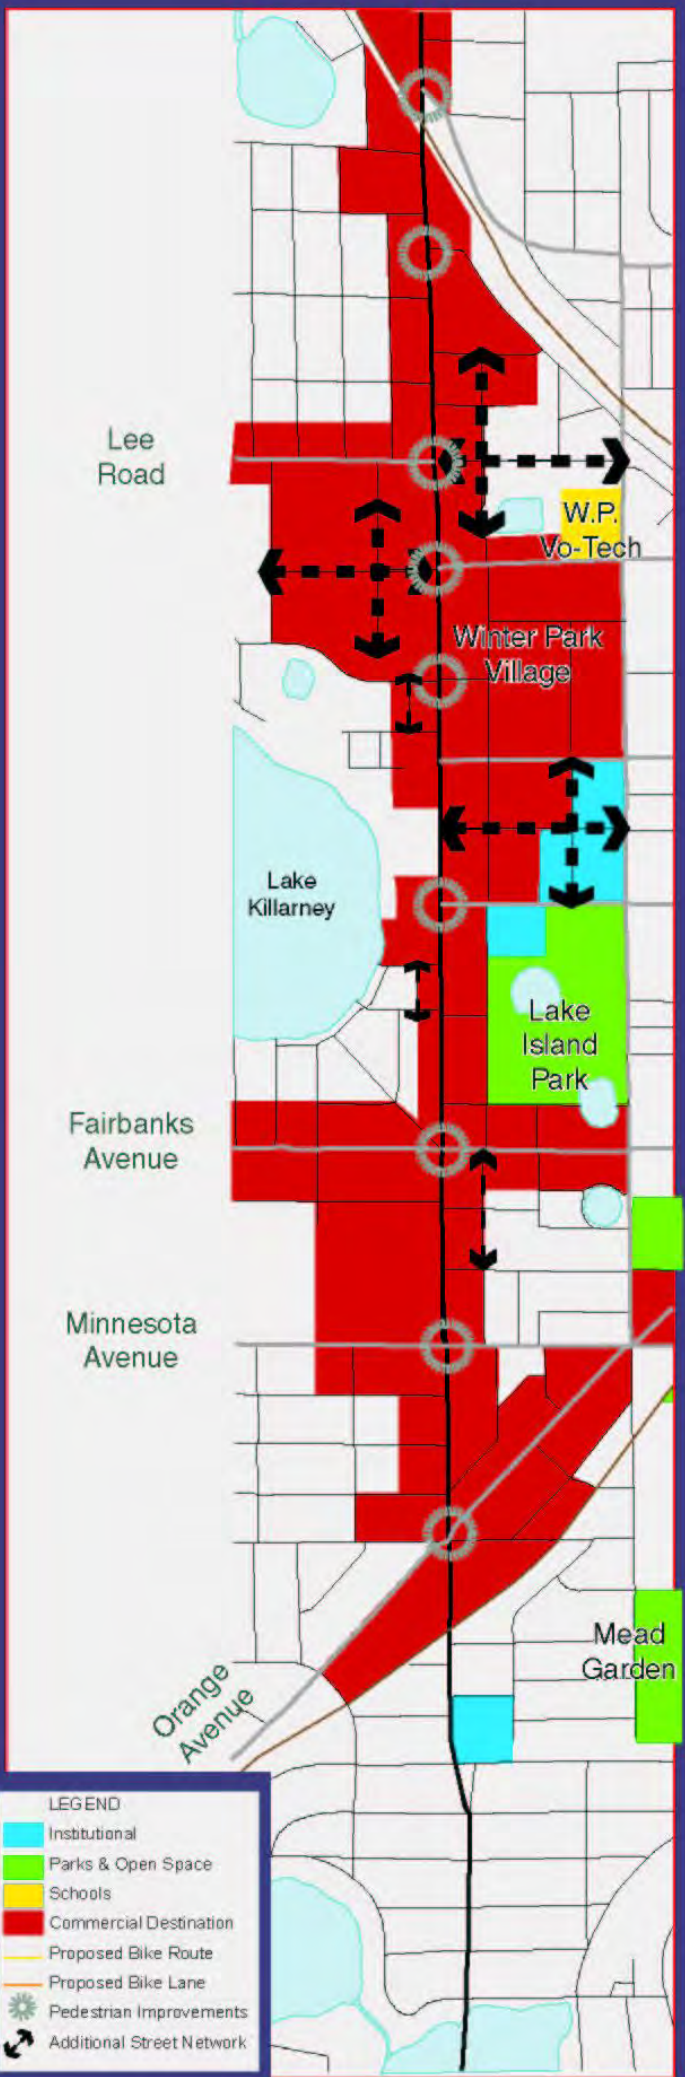 Lee
Road
W.P.
Vo-Tech
Winter Park
Village
Lake
Killarney
Lake
Island
Park
Fairbanks
Avenue
Minnesota
Avenue
Mead
Garden
Orange
Avenue
LEGEND
Institutional
Parks & Open Space
Schools
Commercial Destination
Proposed Bike Route
Proposed Bike Lane
Pedestrian Improvements
Additional Street Network